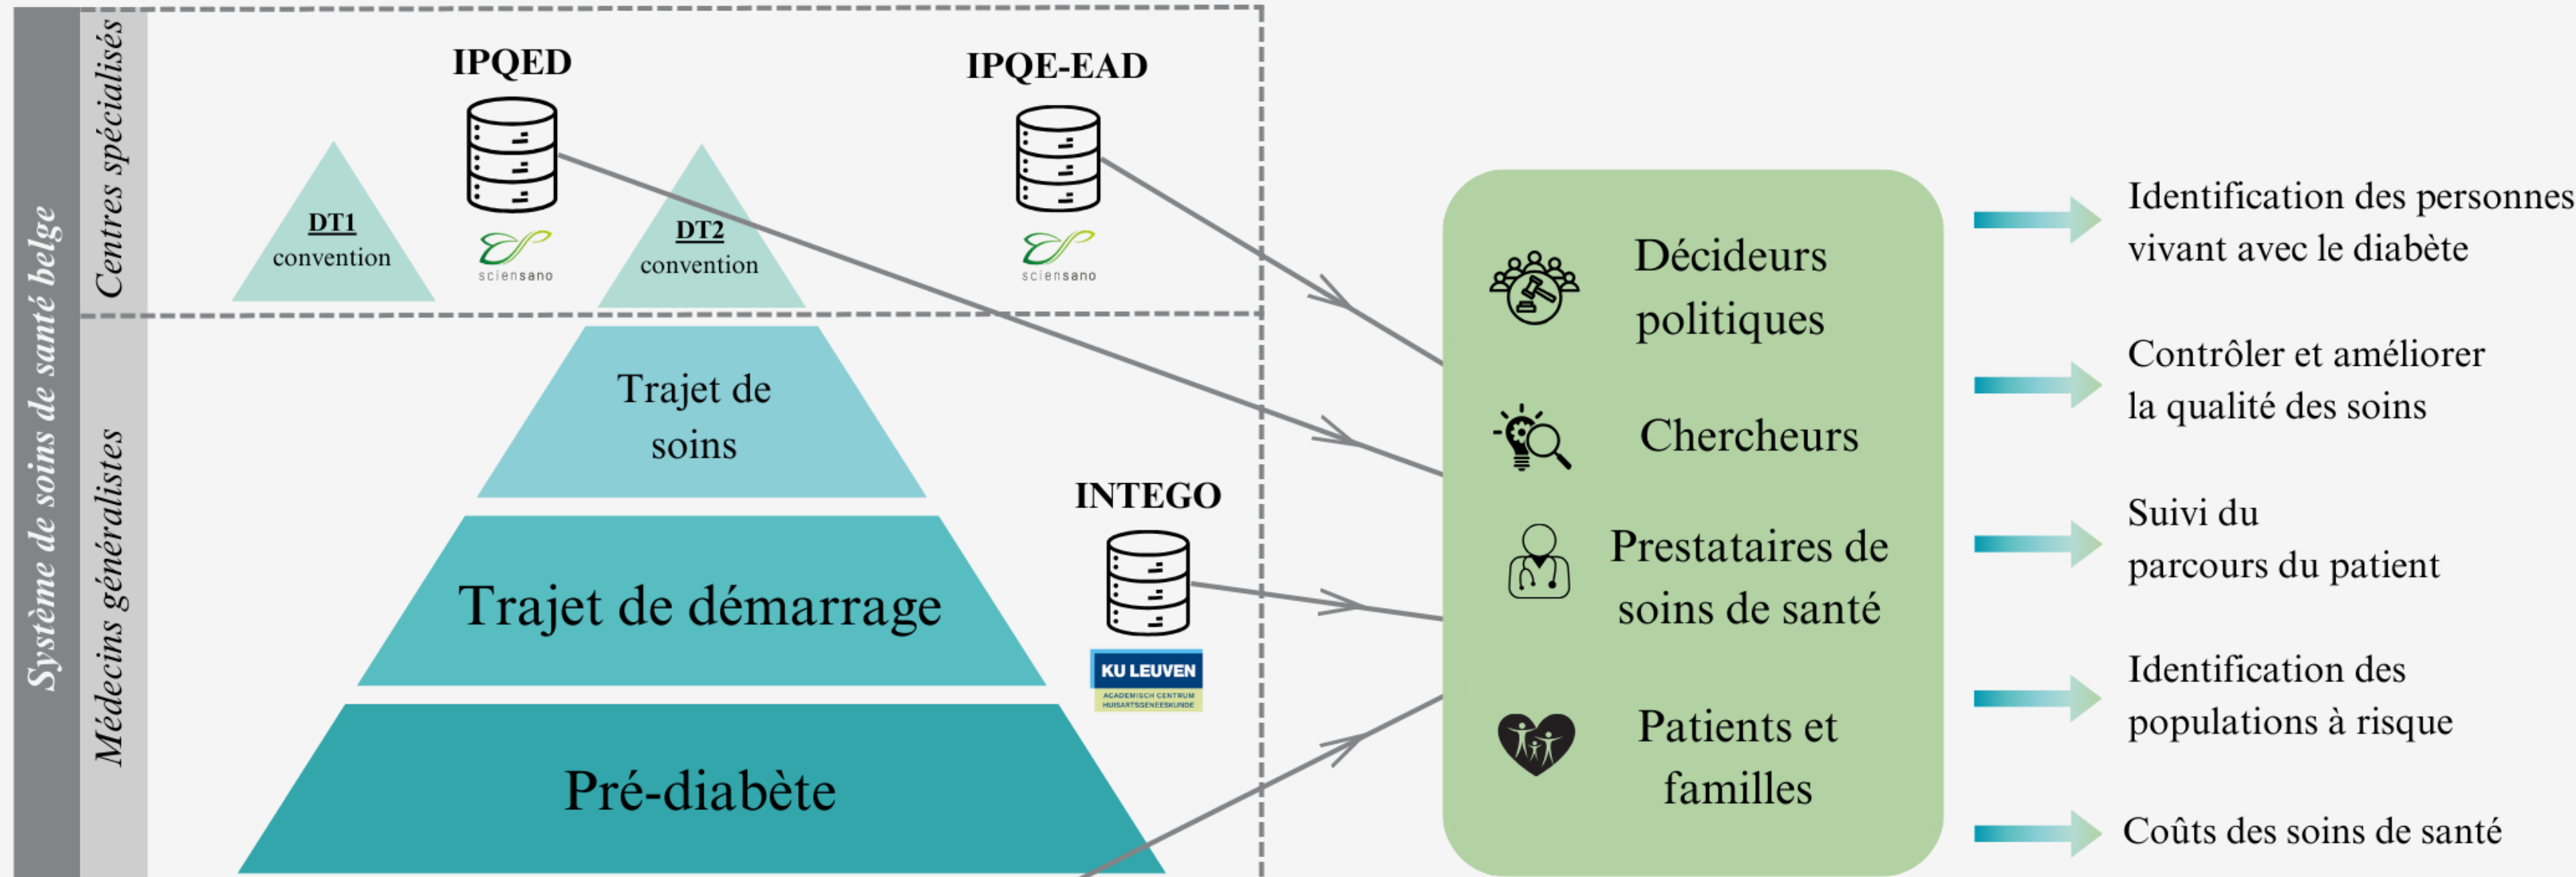 Système de soins de santé belge
Centres spécialisés
Médecins généralistes
IPQED
sciensano
IPQE-EAD
sciensano
DT1
convention
DT2
convention
Trajet de
soins
Trajet de démarrage
Pré-diabète
INTEGO
KU LEUVEN
ACADEMISCH CENTRUM
HUISARTSGENEESKUNDE
Décideurs
politiques
Chercheurs
Prestataires de
soins de santé
Patients et
familles
Identification des personnes
vivant avec le diabète
Contrôler et améliorer
la qualité des soins
Suivi du
parcours du patient
Identification des
populations à risque
Coûts des soins de santé